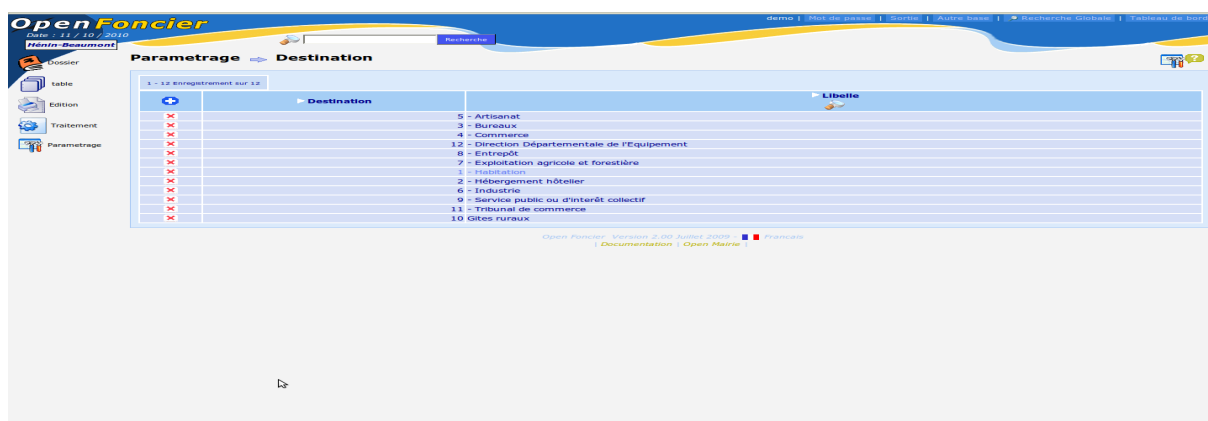 OpenFoncier
demo | Mot de passe | Sortie | Autre base | Recherche Globale | Tableau de bord
Date : 11 / 10 / 2010
Hénin-Beaumont
Recherche
Dossier
table
Edition
Traitement
Parametrage
Parametrage Destination
1 - 12 Enregistrement sur 12
Destination Libelle
5 - Artisanat
3 - Bureaux
4 - Commerce
12 - Direction Départementale de l'Equipement
8 - Entrepôt
7 - Exploitation agricole et forestière
1 - Habitation
2 - Hébergement hôtelier
6 - Industrie
9 - Service public ou d'interêt collectif
11 - Tribunal de commerce
10 Gites ruraux
Open Foncier Version 2.00 Juillet 2009 - Francais
| Documentation | Open Mairie |